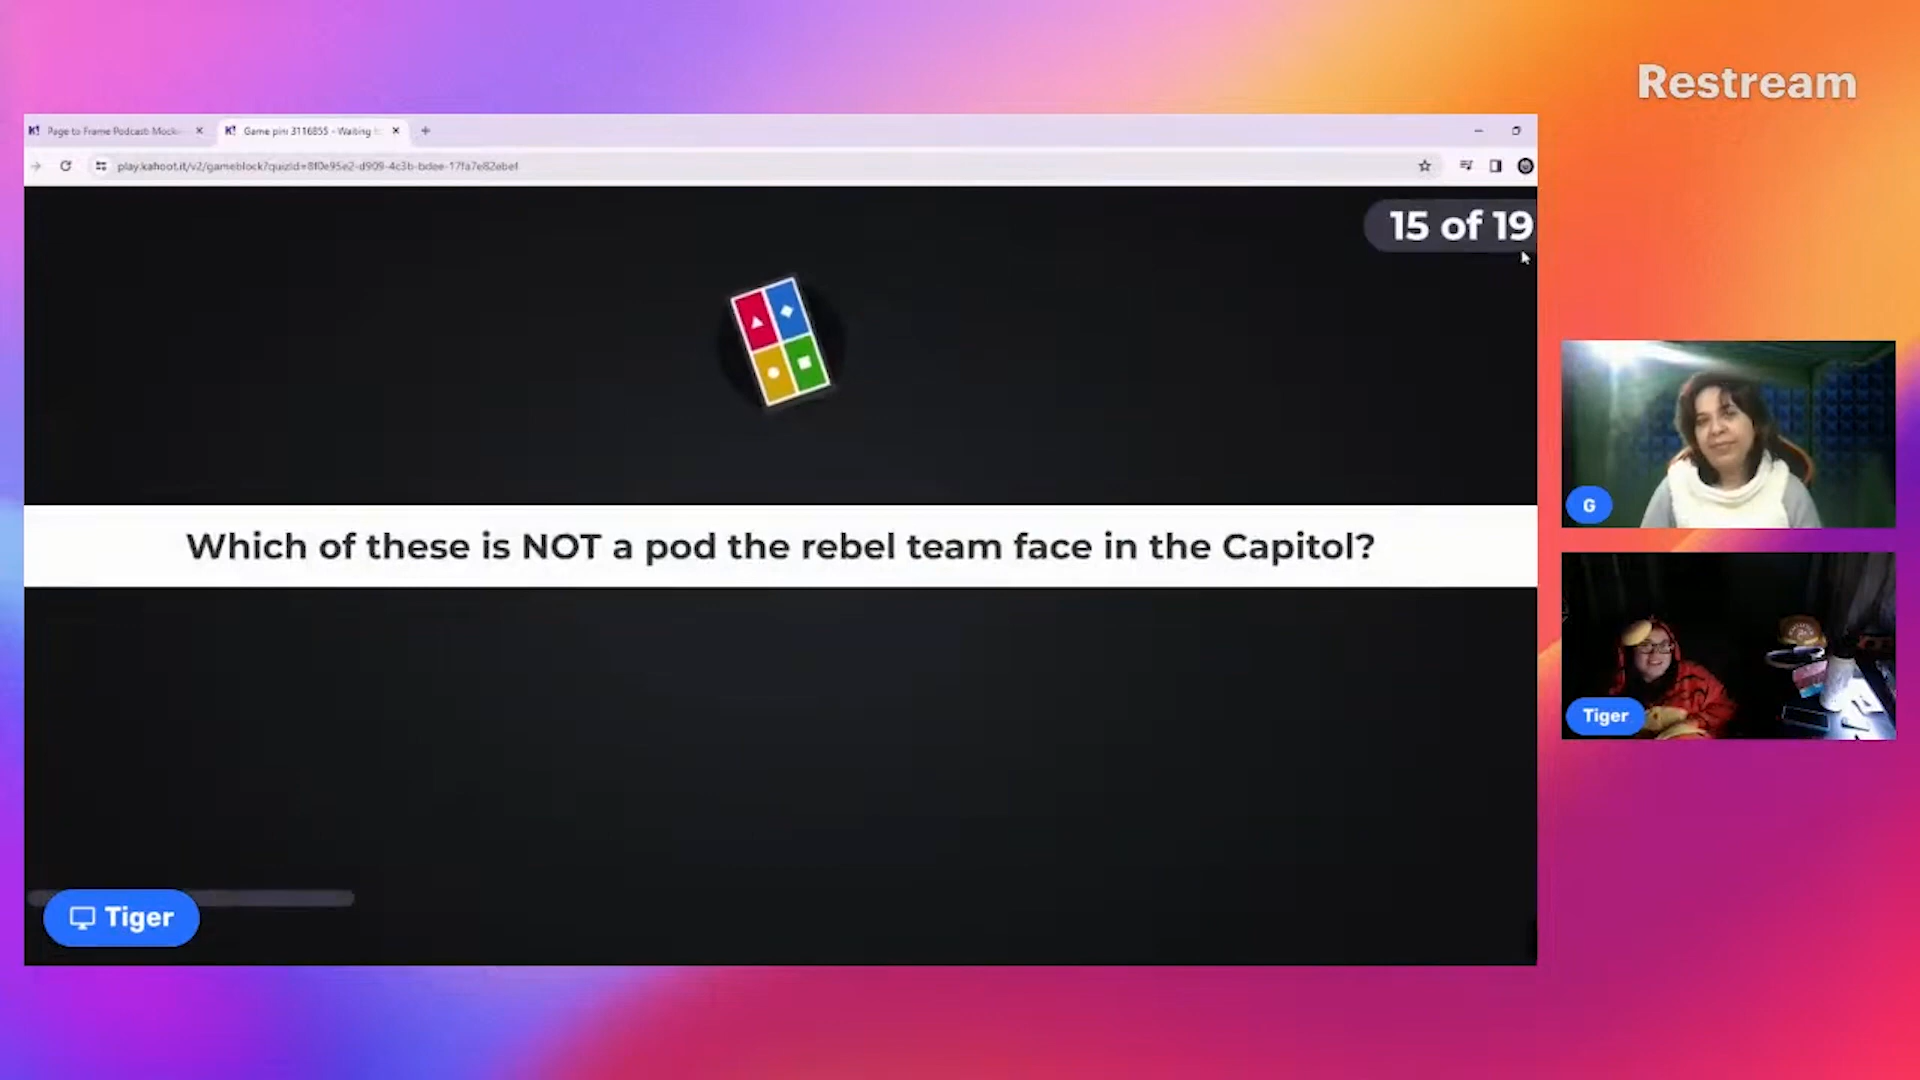 Restream
Page to Frame Podcast: Mock
Game pin: 3116855 - Waiting
play.kahoot.it/v2/gameblock?quizId=8f0e95e2-d909-4c3b-bdee-17fa7e82ebef
15 of 19
Which of these is NOT a pod the rebel team face in the Capitol?
G
Tiger
Tiger